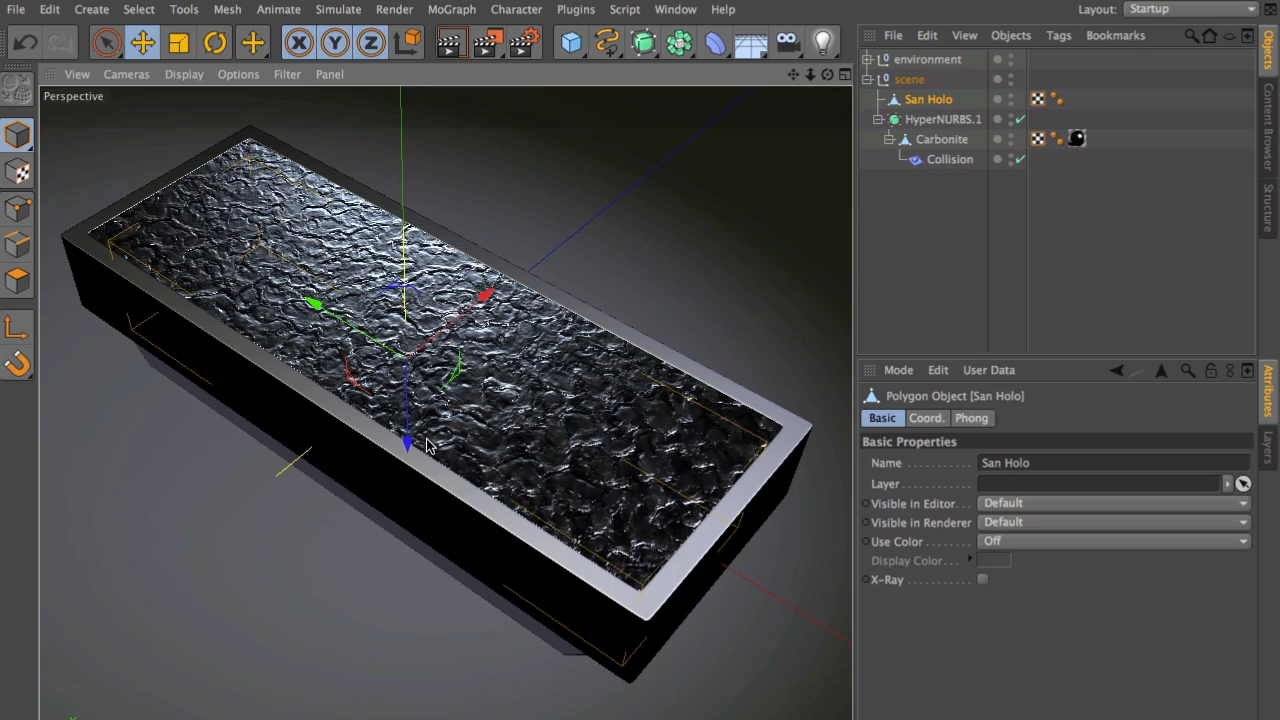 File Edit Create Select Tools Mesh Animate Simulate Render MoGraph Character Plugins Script Window Help Layout: Startup
X Y Z
File Edit View Objects Tags Bookmarks
View Cameras Display Options Filter Panel
Perspective
environment
scene
San Holo
HyperNURBS.1
Carbonite
Collision
Objects
Content Browser
Structure
Mode Edit User Data
Polygon Object [San Holo]
Basic Coord. Phong
Basic Properties
Name San Holo
Layer
Visible in Editor Default
Visible in Renderer Default
Use Color Off
Display Color
X-Ray
Attributes
Layers